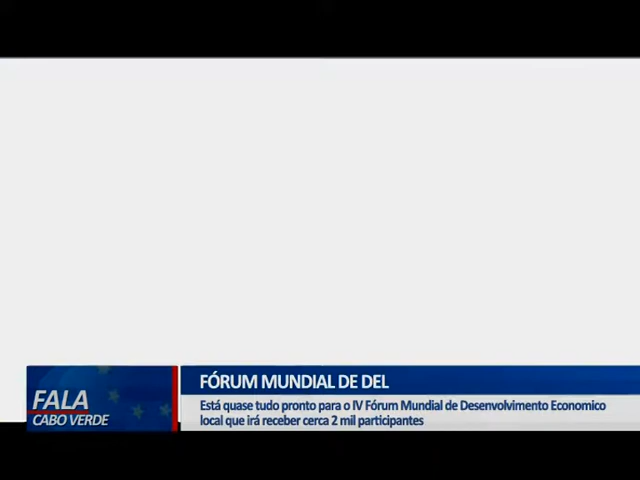 FÓRUM MUNDIAL DE DEL
FALA
CABO VERDE
Está quase tudo pronto para o IV Fórum Mundial de Desenvolvimento Economico
local que irá receber cerca 2 mil participantes